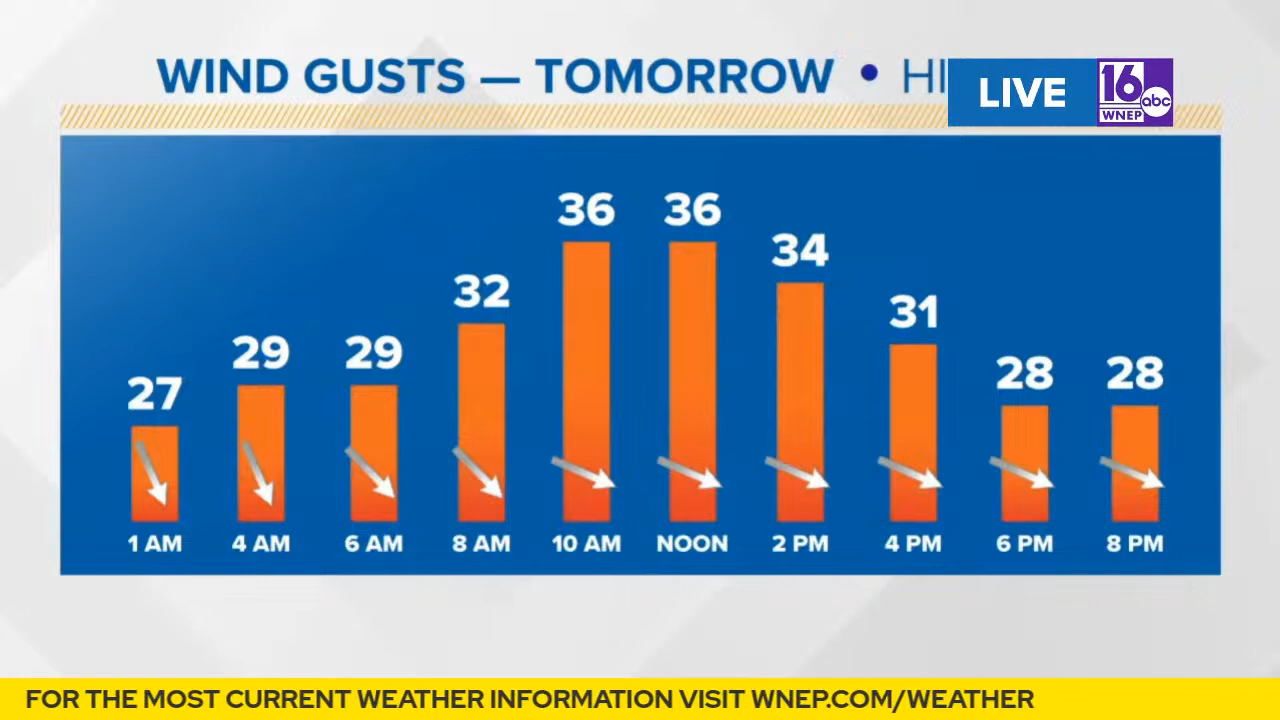 WIND GUSTS — TOMORROW •
LIVE
16
abc
WNEP
36 36
34
32
31
29 29
28 28
27
1 AM 4 AM 6 AM 8 AM 10 AM NOON 2 PM 4 PM 6 PM 8 PM
FOR THE MOST CURRENT WEATHER INFORMATION VISIT WNEP.COM/WEATHER